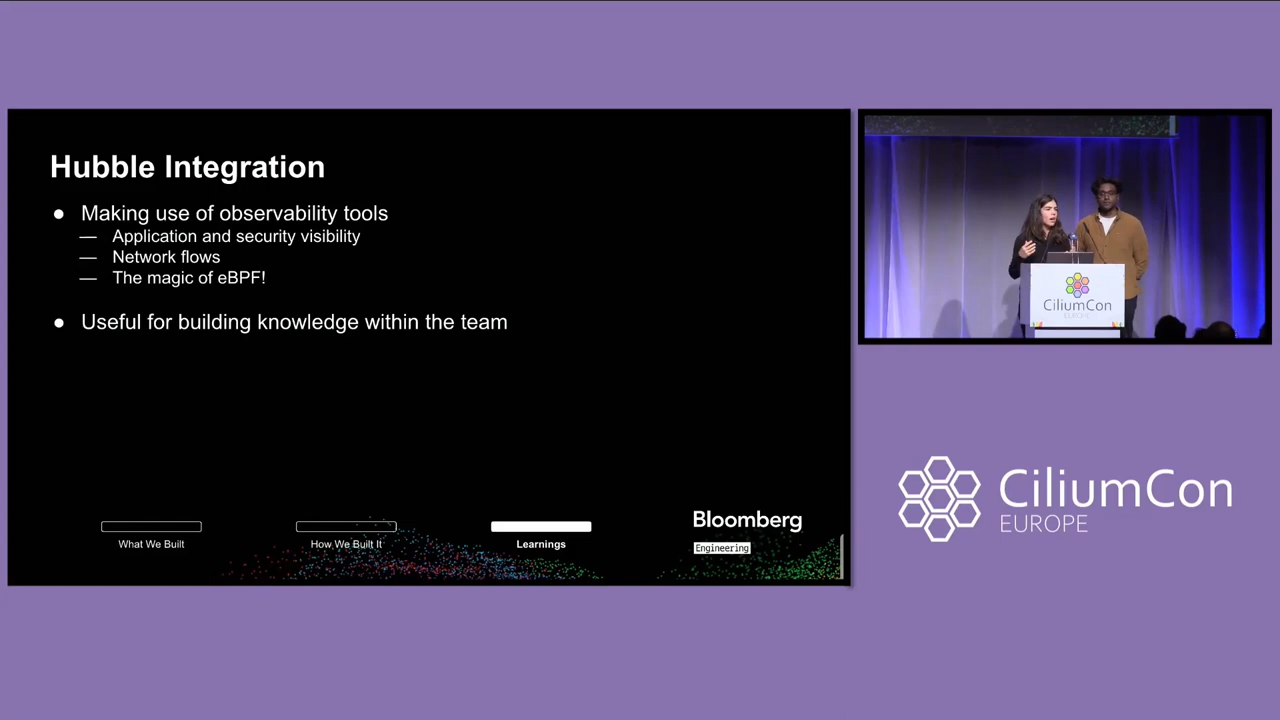 Hubble Integration
● Making use of observability tools
— Application and security visibility
— Network flows
— The magic of eBPF!
● Useful for building knowledge within the team
What We Built
How We Built It
Learnings
Bloomberg
Engineering
CiliumCon
EUROPE
CiliumCon
EUROPE